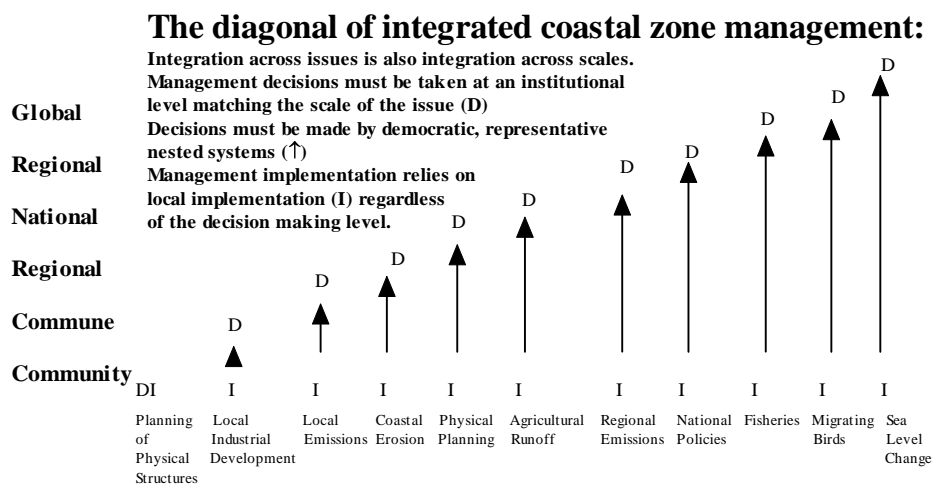 The diagonal of integrated coastal zone management:
Integration across issues is also integration across scales.
Management decisions must be taken at an institutional
level matching the scale of the issue (D)
Decisions must be made by democratic, representative
nested systems (↑)
Management implementation relies on
local implementation (I) regardless
of the decision making level.
Global
Regional
National
Regional
Commune
Community
D
D
D
D
D
D
D
D
D
D
DI
I
I
I
I
I
I
I
I
I
I
Planning
of
Physical
Structures
Local
Industrial
Development
Local
Emissions
Coastal
Erosion
Physical
Planning
Agricultural
Runoff
Regional
Emissions
National
Policies
Fisheries
Migrating
Birds
Sea
Level
Change